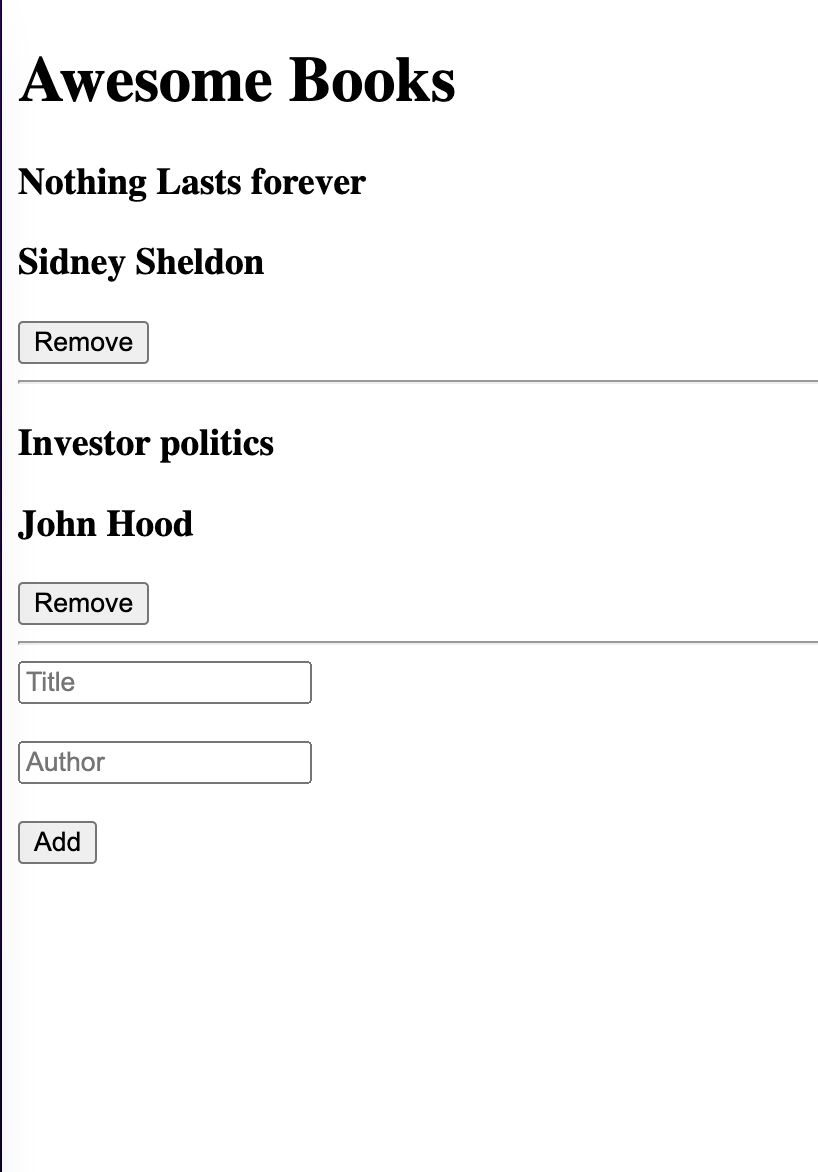 Awesome Books
Nothing Lasts forever
Sidney Sheldon
Remove
Investor politics
John Hood
Remove
Title
Author
Add